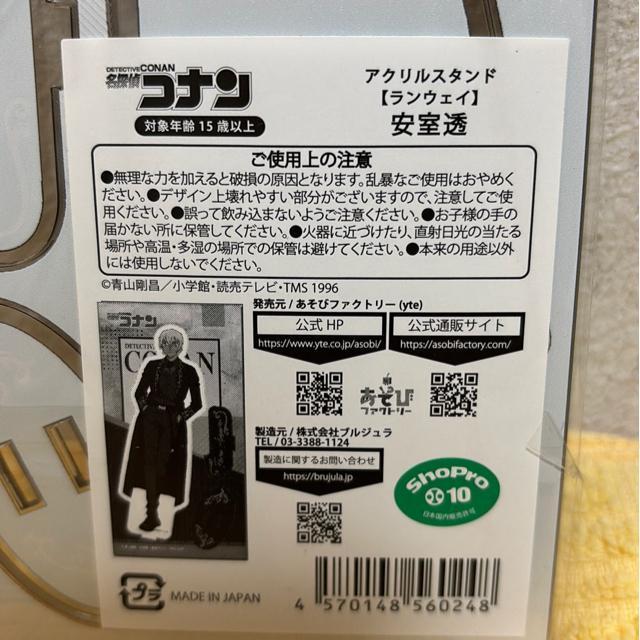 DETECTIVE CONAN
名探偵
コナン
対象年齢 15 歳以上
アクリルスタンド
【ランウェイ】
安室透
ご使用上の注意
●無理な力を加えると破損の原因となります。乱暴なご使用はおやめく
ださい。●デザイン上壊れやすい部分がございますので、注意してご使
用ください。●誤って飲み込まないようご注意ください。●お子様の手の
届かない所に保管してください。●火器に近づけたり、直射日光の当たる
場所や高温・多湿の場所での保管は避けてください。●本来の用途以外
には使用しないでください。
©青山剛昌／小学館・読売テレビ・TMS 1996
発売元 / あそびファクトリー (yte)
公式 HP
https://www.yte.co.jp/asobi/
公式通販サイト
https://asobifactory.com/
あそび
ファクトリー
製造元 / 株式会社ブルジュラ
TEL / 03-3388-1124
製造に関するお問い合わせ
https://brujula.jp/
コナン
DETECTIVE
CONAN
ShoPro
10
日本国内販売許可
プラ
MADE IN JAPAN
4 570148 560248